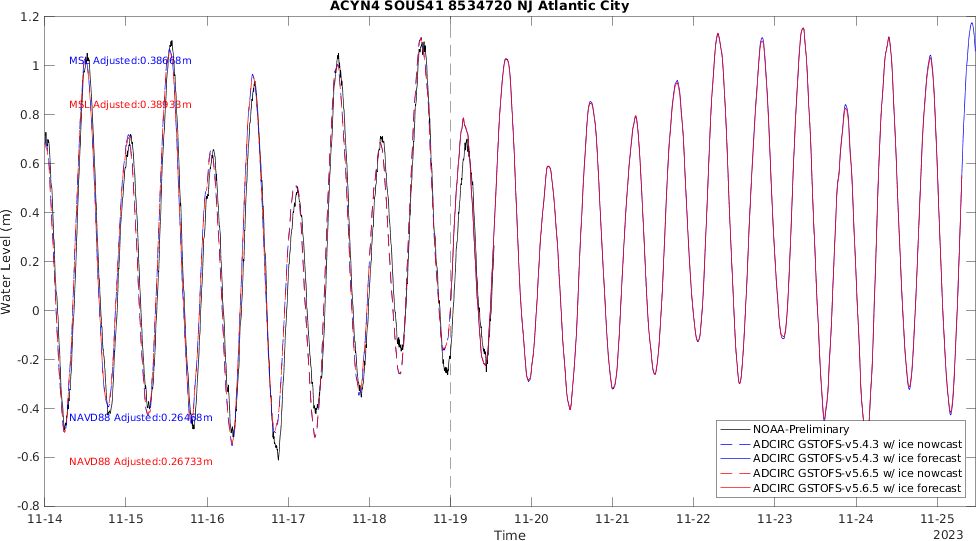 ACYN4 SOUS41 8534720 NJ Atlantic City
1.2
1
0.8
0.6
0.4
0.2
0
-0.2
-0.4
-0.6
-0.8
Water Level (m)
MSL Adjusted:0.38668m
MSL Adjusted:0.38933m
NAVD88 Adjusted:0.26468m
NAVD88 Adjusted:0.26733m
NOAA-Preliminary
ADCIRC GSTOFS-v5.4.3 w/ ice nowcast
ADCIRC GSTOFS-v5.4.3 w/ ice forecast
ADCIRC GSTOFS-v5.6.5 w/ ice nowcast
ADCIRC GSTOFS-v5.6.5 w/ ice forecast
11-14 11-15 11-16 11-17 11-18 11-19 11-20 11-21 11-22 11-23 11-24 11-25
Time
2023